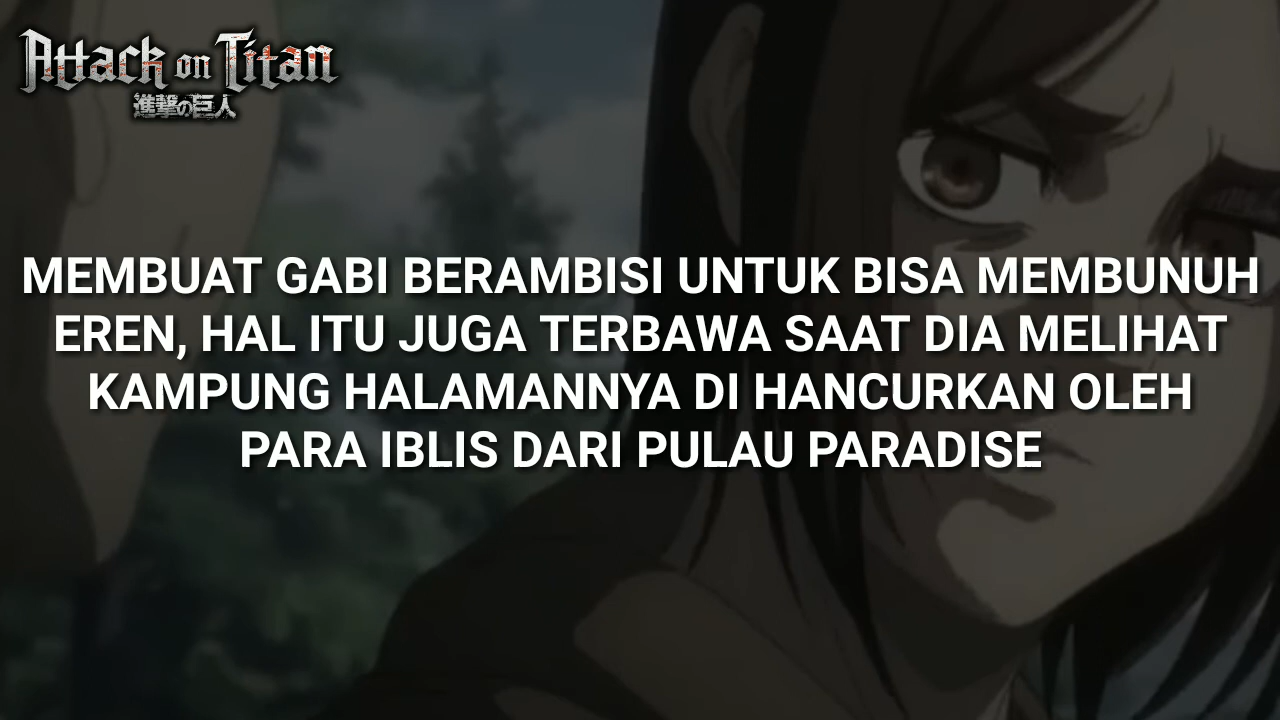 Attack on Titan
進撃の巨人
MEMBUAT GABI BERAMBISI UNTUK BISA MEMBUNUH
EREN, HAL ITU JUGA TERBAWA SAAT DIA MELIHAT
KAMPUNG HALAMANNYA DI HANCURKAN OLEH
PARA IBLIS DARI PULAU PARADISE